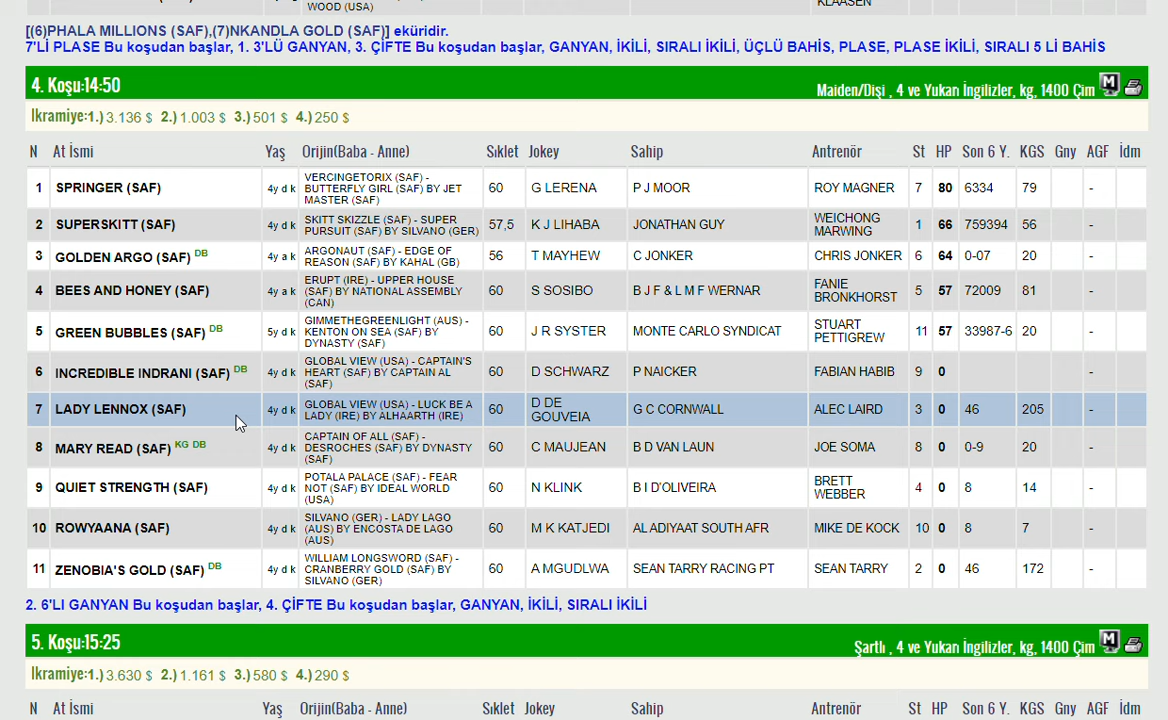 WOOD (USA)
KLAASEN
[(6)PHALA MILLIONS (SAF),(7)NKANDLA GOLD (SAF)] eküridir.
7'Lİ PLASE Bu koşudan başlar, 1. 3'LÜ GANYAN, 3. ÇİFTE Bu koşudan başlar, GANYAN, İKİLİ, SIRALI İKİLİ, ÜÇLÜ BAHİS, PLASE, PLASE İKİLİ, SIRALI 5 Lİ BAHİS
4. Koşu:14:50
Maiden/Dişi , 4 ve Yukarı İngilizler, kg, 1400 Çim
M
İkramiye:1.) 3.136 $ 2.) 1.003 $ 3.) 501 $ 4.) 250 $
N At İsmi Yaş Orijin(Baba - Anne) Sıklet Jokey Sahip Antrenör St HP Son 6 Y. KGS Gny AGF İdm
1 SPRINGER (SAF) 4y d k VERCINGETORIX (SAF) - BUTTERFLY GIRL (SAF) BY JET MASTER (SAF) 60 G LERENA P J MOOR ROY MAGNER 7 80 6334 79 -
2 SUPERSKITT (SAF) 4y d k SKITT SKIZZLE (SAF) - SUPER PURSUIT (SAF) BY SILVANO (GER) 57,5 K J LIHABA JONATHAN GUY WEICHONG MARWING 1 66 759394 56 -
3 GOLDEN ARGO (SAF) DB 4y a k ARGONAUT (SAF) - EDGE OF REASON (SAF) BY KAHAL (GB) 56 T MAYHEW C JONKER CHRIS JONKER 6 64 0-07 20 -
4 BEES AND HONEY (SAF) 4y a k ERUPT (IRE) - UPPER HOUSE (SAF) BY NATIONAL ASSEMBLY (CAN) 60 S SOSIBO B J F & L M F WERNAR FANIE BRONKHORST 5 57 72009 81 -
5 GREEN BUBBLES (SAF) DB 5y d k GIMMETHEGREENLIGHT (AUS) - KENTON ON SEA (SAF) BY DYNASTY (SAF) 60 J R SYSTER MONTE CARLO SYNDICAT STUART PETTIGREW 11 57 33987-6 20 -
6 INCREDIBLE INDRANI (SAF) DB 4y d k GLOBAL VIEW (USA) - CAPTAIN'S HEART (SAF) BY CAPTAIN AL (SAF) 60 D SCHWARZ P NAICKER FABIAN HABIB 9 0 -
7 LADY LENNOX (SAF) 4y d k GLOBAL VIEW (USA) - LUCK BE A LADY (IRE) BY ALHAARTH (IRE) 60 D DE GOUVEIA G C CORNWALL ALEC LAIRD 3 0 46 205 -
8 MARY READ (SAF) KG DB 4y d k CAPTAIN OF ALL (SAF) - DESROCHES (SAF) BY DYNASTY (SAF) 60 C MAUJEAN B D VAN LAUN JOE SOMA 8 0 0-9 20 -
9 QUIET STRENGTH (SAF) 4y d k POTALA PALACE (SAF) - FEAR NOT (SAF) BY IDEAL WORLD (USA) 60 N KLINK B I D'OLIVEIRA BRETT WEBBER 4 0 8 14 -
10 ROWYAANA (SAF) 4y d k SILVANO (GER) - LADY LAGO (AUS) BY ENCOSTA DE LAGO (AUS) 60 M K KATJEDI AL ADIYAAT SOUTH AFR MIKE DE KOCK 10 0 8 7 -
11 ZENOBIA'S GOLD (SAF) DB 4y d k WILLIAM LONGSWORD (SAF) - CRANBERRY GOLD (SAF) BY SILVANO (GER) 60 A MGUDLWA SEAN TARRY RACING PT SEAN TARRY 2 0 46 172 -
2. 6'LI GANYAN Bu koşudan başlar, 4. ÇİFTE Bu koşudan başlar, GANYAN, İKİLİ, SIRALI İKİLİ
5. Koşu:15:25
Şartlı , 4 ve Yukarı İngilizler, kg, 1400 Çim
M
İkramiye:1.) 3.630 $ 2.) 1.161 $ 3.) 580 $ 4.) 290 $
N At İsmi Yaş Orijin(Baba - Anne) Sıklet Jokey Sahip Antrenör St HP Son 6 Y. KGS Gny AGF İdm